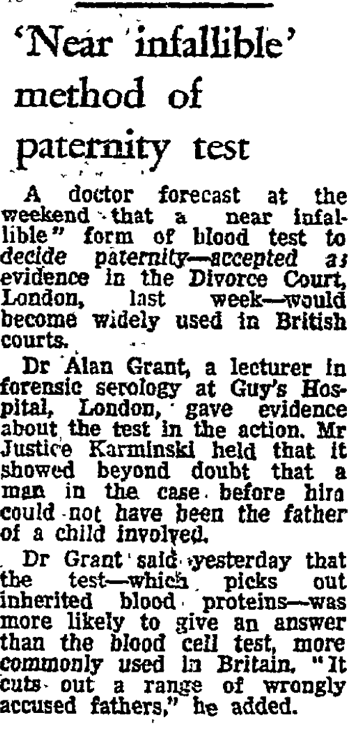 ‘Near infallible’
method of
paternity test
A doctor forecast at the
weekend that a near infal-
lible” form of blood test to
decide paternity—accepted as
evidence in the Divorce Court,
London, last week—would
become widely used in British
courts.
Dr Alan Grant, a lecturer in
forensic serology at Guy's Hos-
pital, London, gave evidence
about the test in the action. Mr
Justice Karminski held that it
showed beyond doubt that a
man in the case before him
could not have been the father
of a child involved.
Dr Grant said yesterday that
the test—which picks out
inherited blood proteins—was
more likely to give an answer
than the blood cell test, more
commonly used in Britain. “It
cuts out a range of wrongly
accused fathers,” he added.